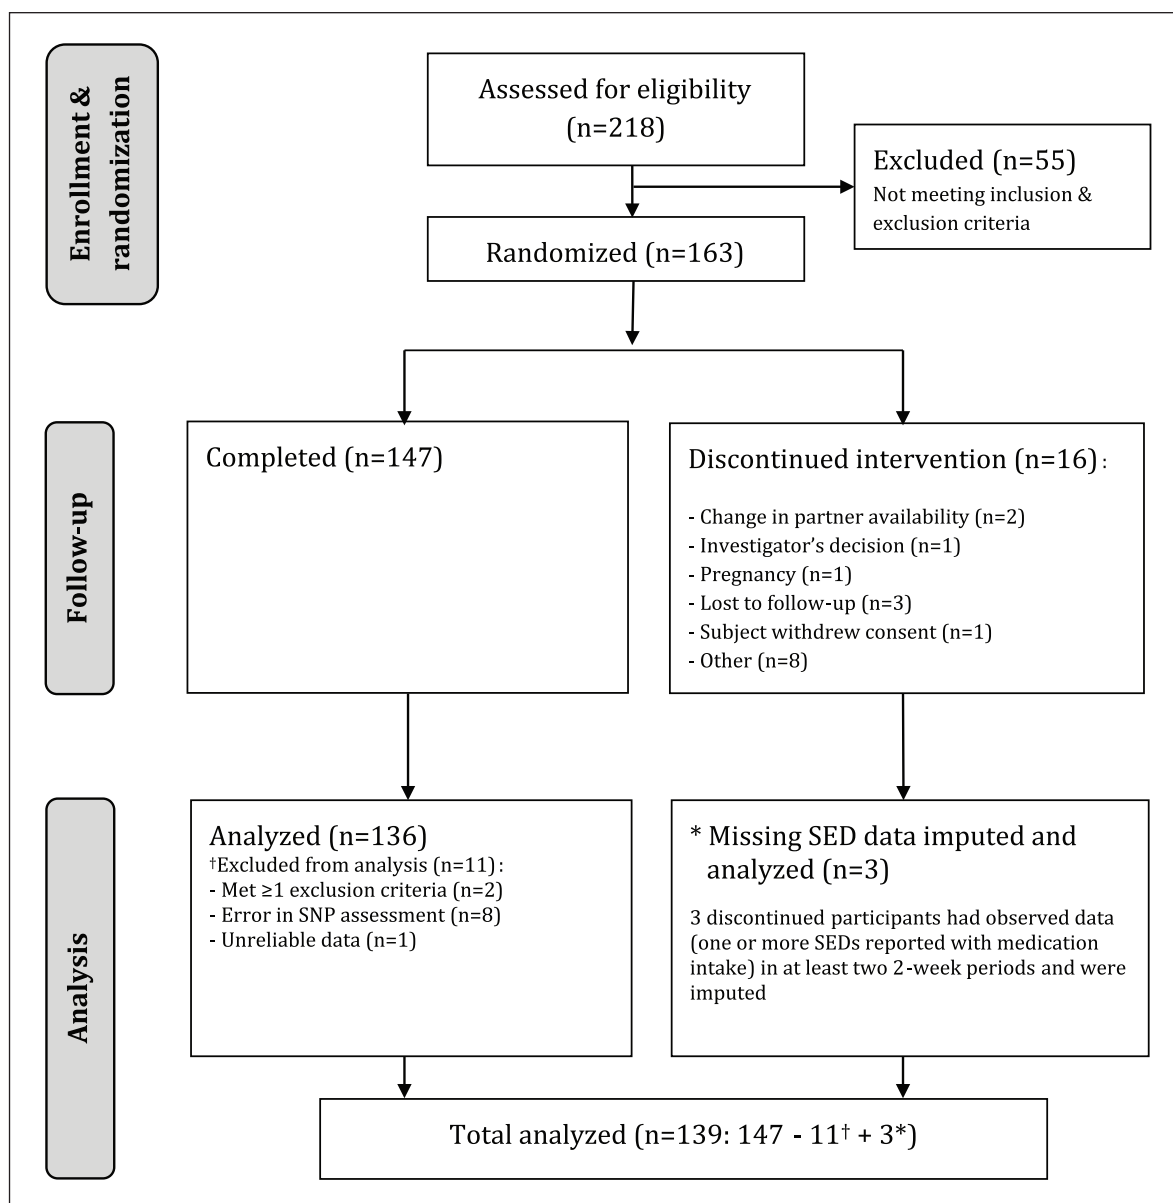 Enrollment &
randomization
Assessed for eligibility
(n=218)
Excluded (n=55)
Not meeting inclusion &
exclusion criteria
Randomized (n=163)
Follow-up
Completed (n=147)
Discontinued intervention (n=16):
- Change in partner availability (n=2)
- Investigator’s decision (n=1)
- Pregnancy (n=1)
- Lost to follow-up (n=3)
- Subject withdrew consent (n=1)
- Other (n=8)
Analysis
Analyzed (n=136)
†Excluded from analysis (n=11):
- Met ≥1 exclusion criteria (n=2)
- Error in SNP assessment (n=8)
- Unreliable data (n=1)
* Missing SED data imputed and
analyzed (n=3)
3 discontinued participants had observed data
(one or more SEDs reported with medication
intake) in at least two 2-week periods and were
imputed
Total analyzed (n=139: 147 - 11† + 3*)